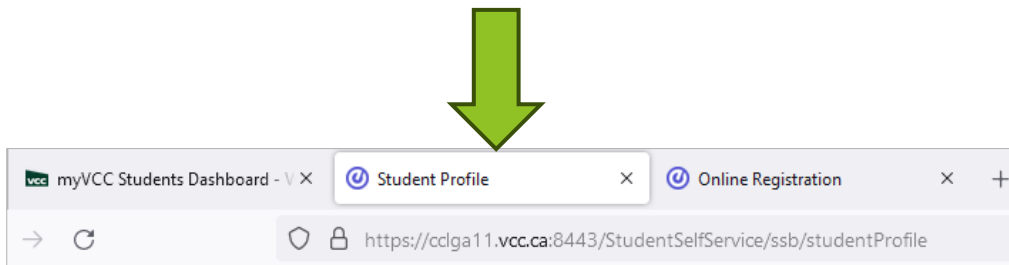 vcc myVCC Students Dashboard - V Student Profile Online Registration
https://cclga11.vcc.ca:8443/StudentSelfService/ssb/studentProfile